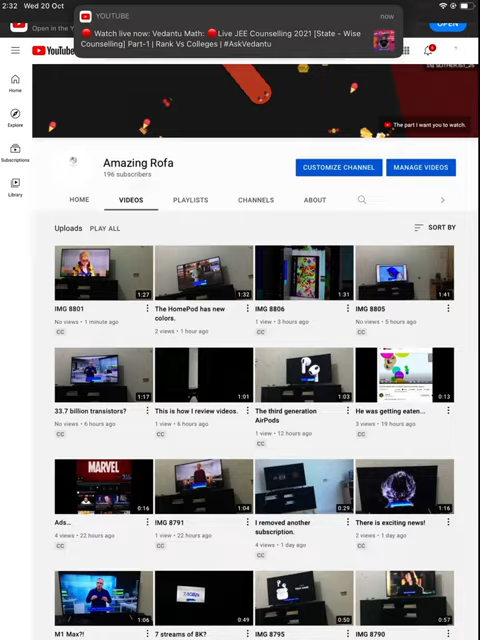 2:32 Wed 20 Oct
YOUTUBE
now
🔴 Watch live now: Vedantu Math: 🔴Live JEE Counselling 2021 [State - Wise
Counselling] Part-1 | Rank Vs Colleges | #AskVedantu
Open in the Y
OPEN
YouTube
Home
Explore
Subscriptions
Library
The part I want you to watch.
Amazing Rofa
196 subscribers
CUSTOMIZE CHANNEL
MANAGE VIDEOS
HOME
VIDEOS
PLAYLISTS
CHANNELS
ABOUT
Uploads
PLAY ALL
SORT BY
1:27
1:32
1:31
1:41
IMG 8801
No views • 1 minute ago
CC
The HomePod has new
colors.
2 views • 1 hour ago
IMG 8806
1 view • 3 hours ago
CC
IMG 8805
No views • 5 hours ago
CC
1:17
1:01
1:03
0:13
33.7 billion transistors?
No views • 6 hours ago
CC
This is how I review videos.
1 view • 6 hours ago
CC
The third generation
AirPods
1 view • 12 hours ago
CC
He was getting eaten...
3 views • 19 hours ago
CC
MARVEL
0:16
1:04
0:29
1:16
Ads...
4 views • 22 hours ago
CC
IMG 8791
1 view • 22 hours ago
CC
I removed another
subscription.
4 views • 1 day ago
CC
There is exciting news!
2 views • 1 day ago
CC
1:06
0:49
0:50
0:57
M1 Max?!
7 streams of 8K?
IMG 8795
IMG 8790